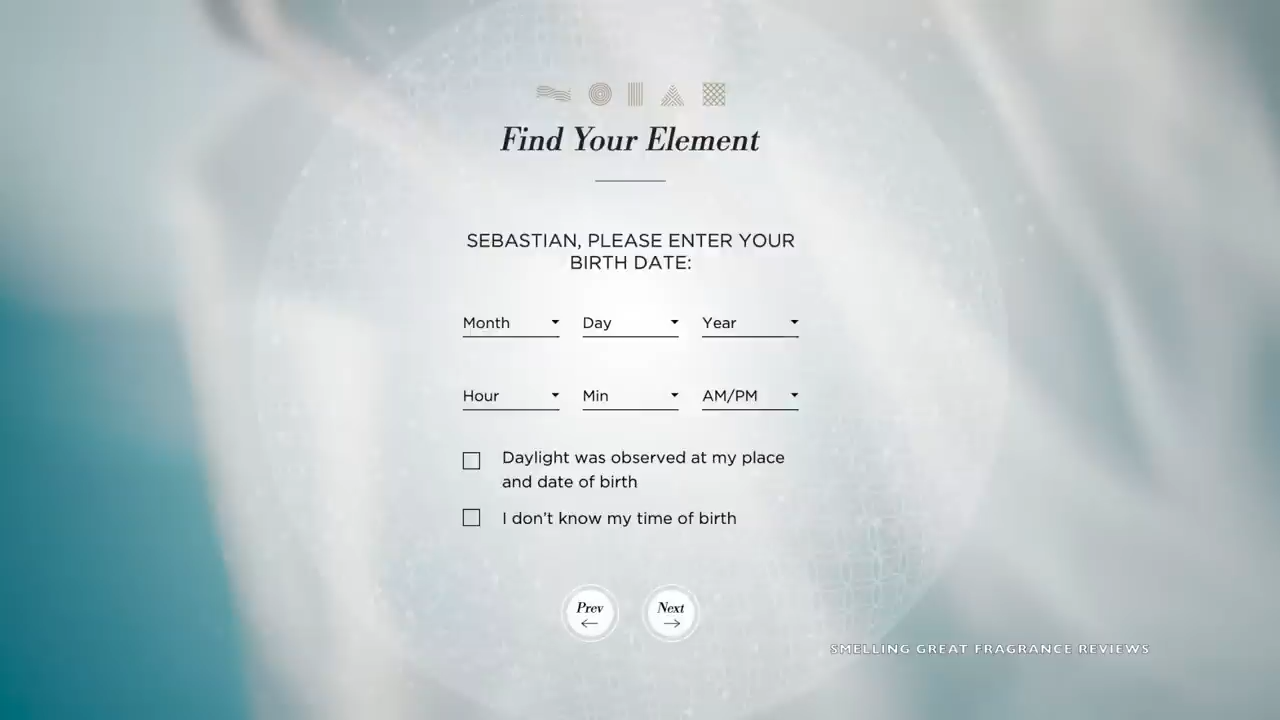 Find Your Element
SEBASTIAN, PLEASE ENTER YOUR
BIRTH DATE:
Month Day Year
Hour Min AM/PM
Daylight was observed at my place
and date of birth
I don't know my time of birth
Prev Next
SMELLING GREAT FRAGRANCE REVIEWS